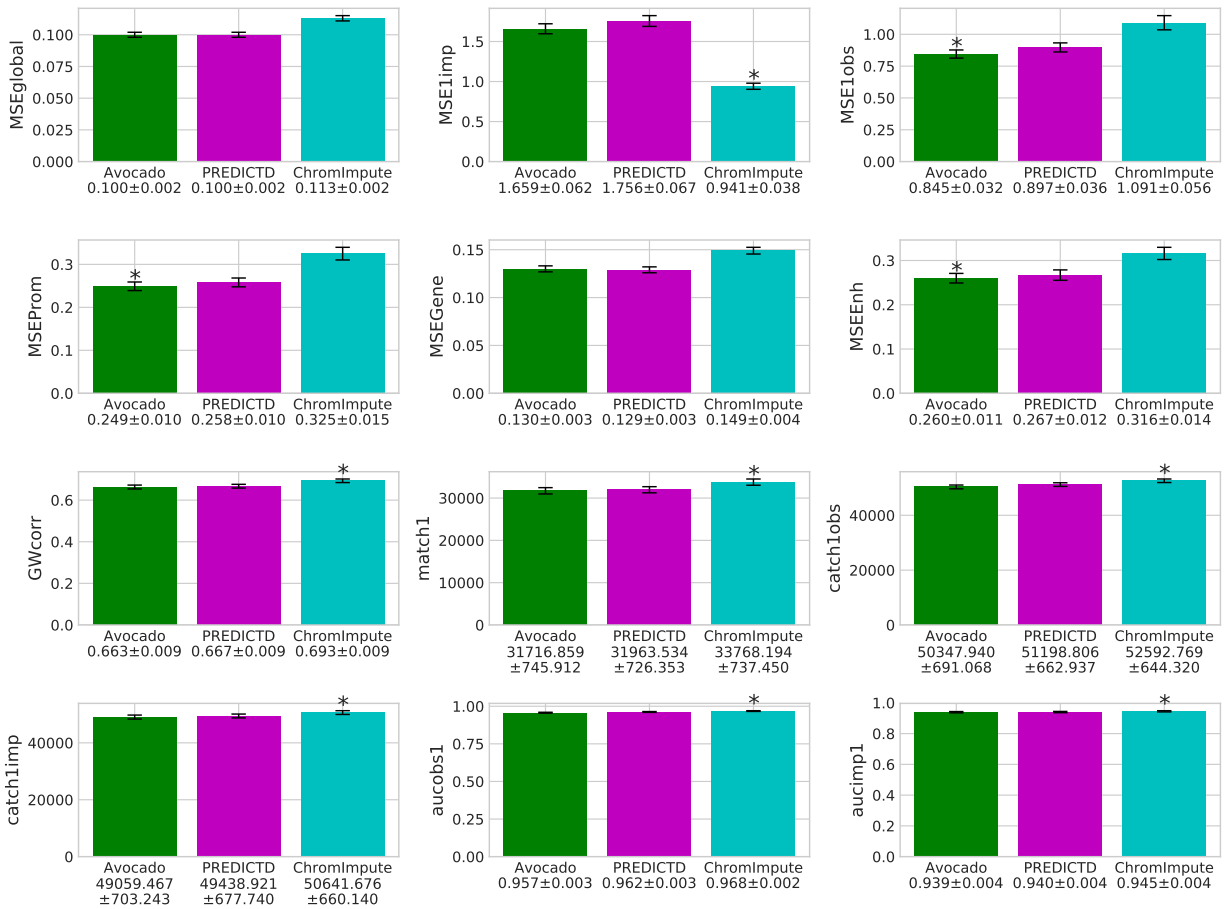 MSEglobal
0.100
0.075
0.050
0.025
0.000
Avocado PREDICTD ChromImpute
0.100±0.002 0.100±0.002 0.113±0.002
MSE1imp
1.5
1.0
0.5
0.0
*
Avocado PREDICTD ChromImpute
1.659±0.062 1.756±0.067 0.941±0.038
MSE1obs
1.00
0.75
0.50
0.25
0.00
*
Avocado PREDICTD ChromImpute
0.845±0.032 0.897±0.036 1.091±0.056
MSEProm
0.3
0.2
0.1
0.0
*
Avocado PREDICTD ChromImpute
0.249±0.010 0.258±0.010 0.325±0.015
MSEGene
0.15
0.10
0.05
0.00
Avocado PREDICTD ChromImpute
0.130±0.003 0.129±0.003 0.149±0.004
MSEEnh
0.3
0.2
0.1
0.0
*
Avocado PREDICTD ChromImpute
0.260±0.011 0.267±0.012 0.316±0.014
GWcorr
0.6
0.4
0.2
0.0
*
Avocado PREDICTD ChromImpute
0.663±0.009 0.667±0.009 0.693±0.009
match1
30000
20000
10000
0
*
Avocado PREDICTD ChromImpute
31716.859 31963.534 33768.194
±745.912 ±726.353 ±737.450
catch1obs
40000
20000
0
*
Avocado PREDICTD ChromImpute
50347.940 51198.806 52592.769
±691.068 ±662.937 ±644.320
catch1imp
40000
20000
0
*
Avocado PREDICTD ChromImpute
49059.467 49438.921 50641.676
±703.243 ±677.740 ±660.140
aucobs1
1.00
0.75
0.50
0.25
0.00
*
Avocado PREDICTD ChromImpute
0.957±0.003 0.962±0.003 0.968±0.002
aucimp1
1.0
0.8
0.6
0.4
0.2
0.0
*
Avocado PREDICTD ChromImpute
0.939±0.004 0.940±0.004 0.945±0.004